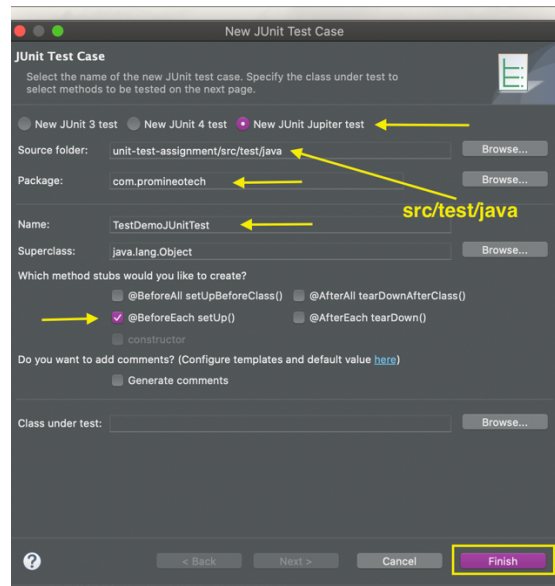 New JUnit Test Case
JUnit Test Case
Select the name of the new JUnit test case. Specify the class under test to
select methods to be tested on the next page.
New JUnit 3 test New JUnit 4 test New JUnit Jupiter test
Source folder: unit-test-assignment/src/test/java Browse...
Package: com.promineotech Browse...
src/test/java
Name: TestDemoJUnitTest
Superclass: java.lang.Object Browse...
Which method stubs would you like to create?
@BeforeAll setUpBeforeClass() @AfterAll tearDownAfterClass()
@BeforeEach setUp() @AfterEach tearDown()
constructor
Do you want to add comments? (Configure templates and default value here)
Generate comments
Class under test: Browse...
? < Back Next > Cancel Finish